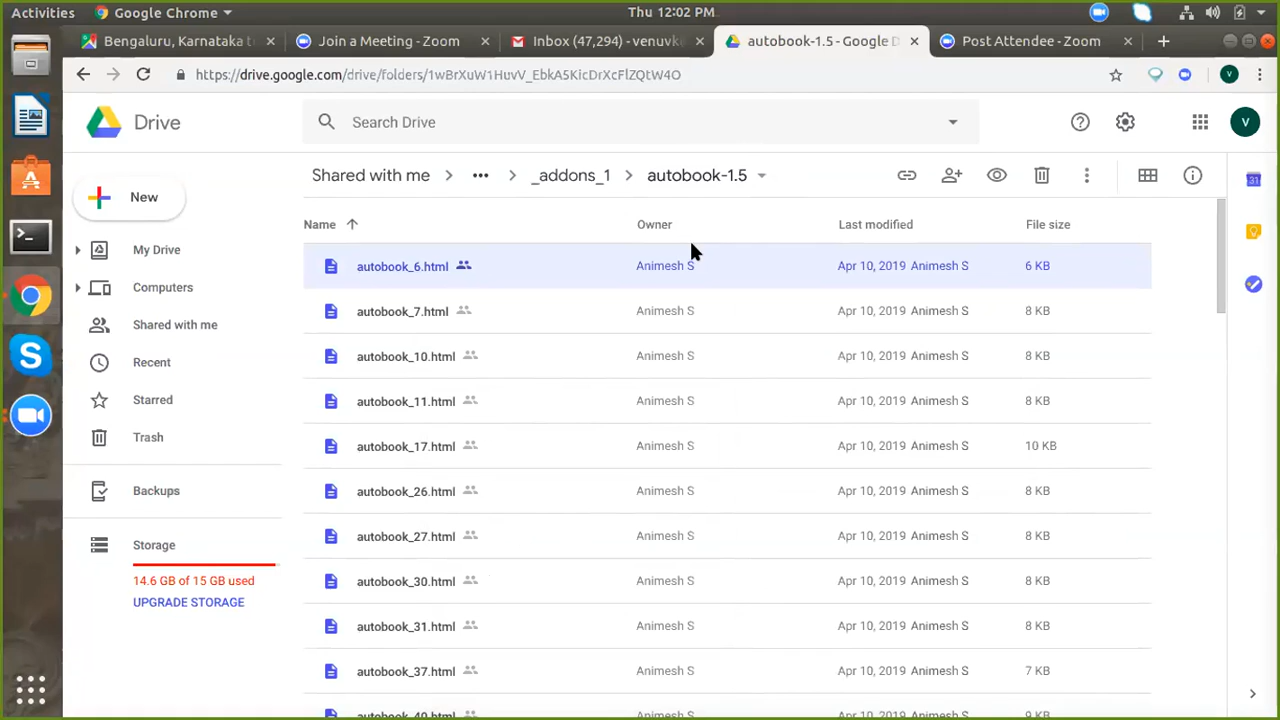 Activities Google Chrome Thu 12:02 PM
Bengaluru, Karnataka t Join a Meeting - Zoom Inbox (47,294) - venuvk autobook-1.5 - Google D Post Attendee - Zoom
https://drive.google.com/drive/folders/1wBrXuW1HuvV_EbkA5KicDrXcFlZQtW4O V
Drive Search Drive V
New
My Drive
Computers
Shared with me
Recent
Starred
Trash
Backups
Storage
14.6 GB of 15 GB used
UPGRADE STORAGE
Shared with me _addons_1 autobook-1.5
Name Owner Last modified File size
autobook_6.html Animesh S Apr 10, 2019 Animesh S 6 KB
autobook_7.html Animesh S Apr 10, 2019 Animesh S 8 KB
autobook_10.html Animesh S Apr 10, 2019 Animesh S 8 KB
autobook_11.html Animesh S Apr 10, 2019 Animesh S 8 KB
autobook_17.html Animesh S Apr 10, 2019 Animesh S 10 KB
autobook_26.html Animesh S Apr 10, 2019 Animesh S 8 KB
autobook_27.html Animesh S Apr 10, 2019 Animesh S 8 KB
autobook_30.html Animesh S Apr 10, 2019 Animesh S 8 KB
autobook_31.html Animesh S Apr 10, 2019 Animesh S 8 KB
autobook_37.html Animesh S Apr 10, 2019 Animesh S 7 KB